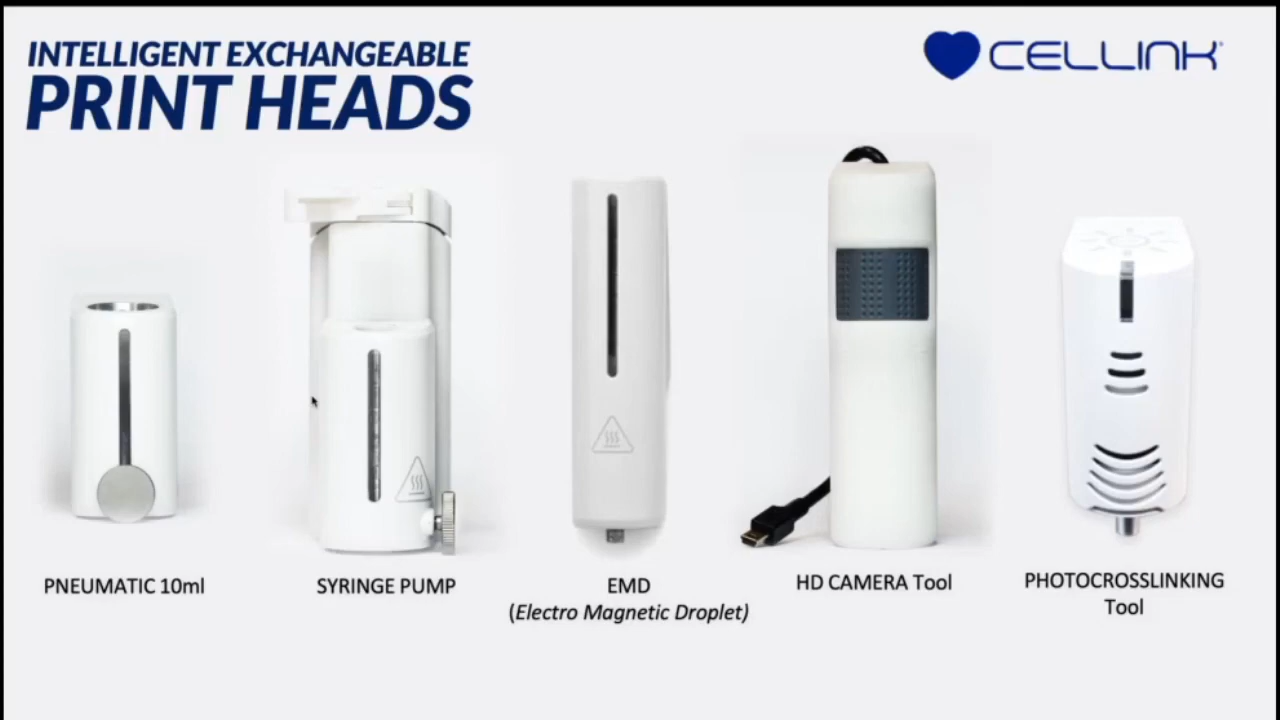 INTELLIGENT EXCHANGEABLE
PRINT HEADS
CELLINK
PNEUMATIC 10ml
SYRINGE PUMP
EMD
(Electro Magnetic Droplet)
HD CAMERA Tool
PHOTOCROSSLINKING
Tool